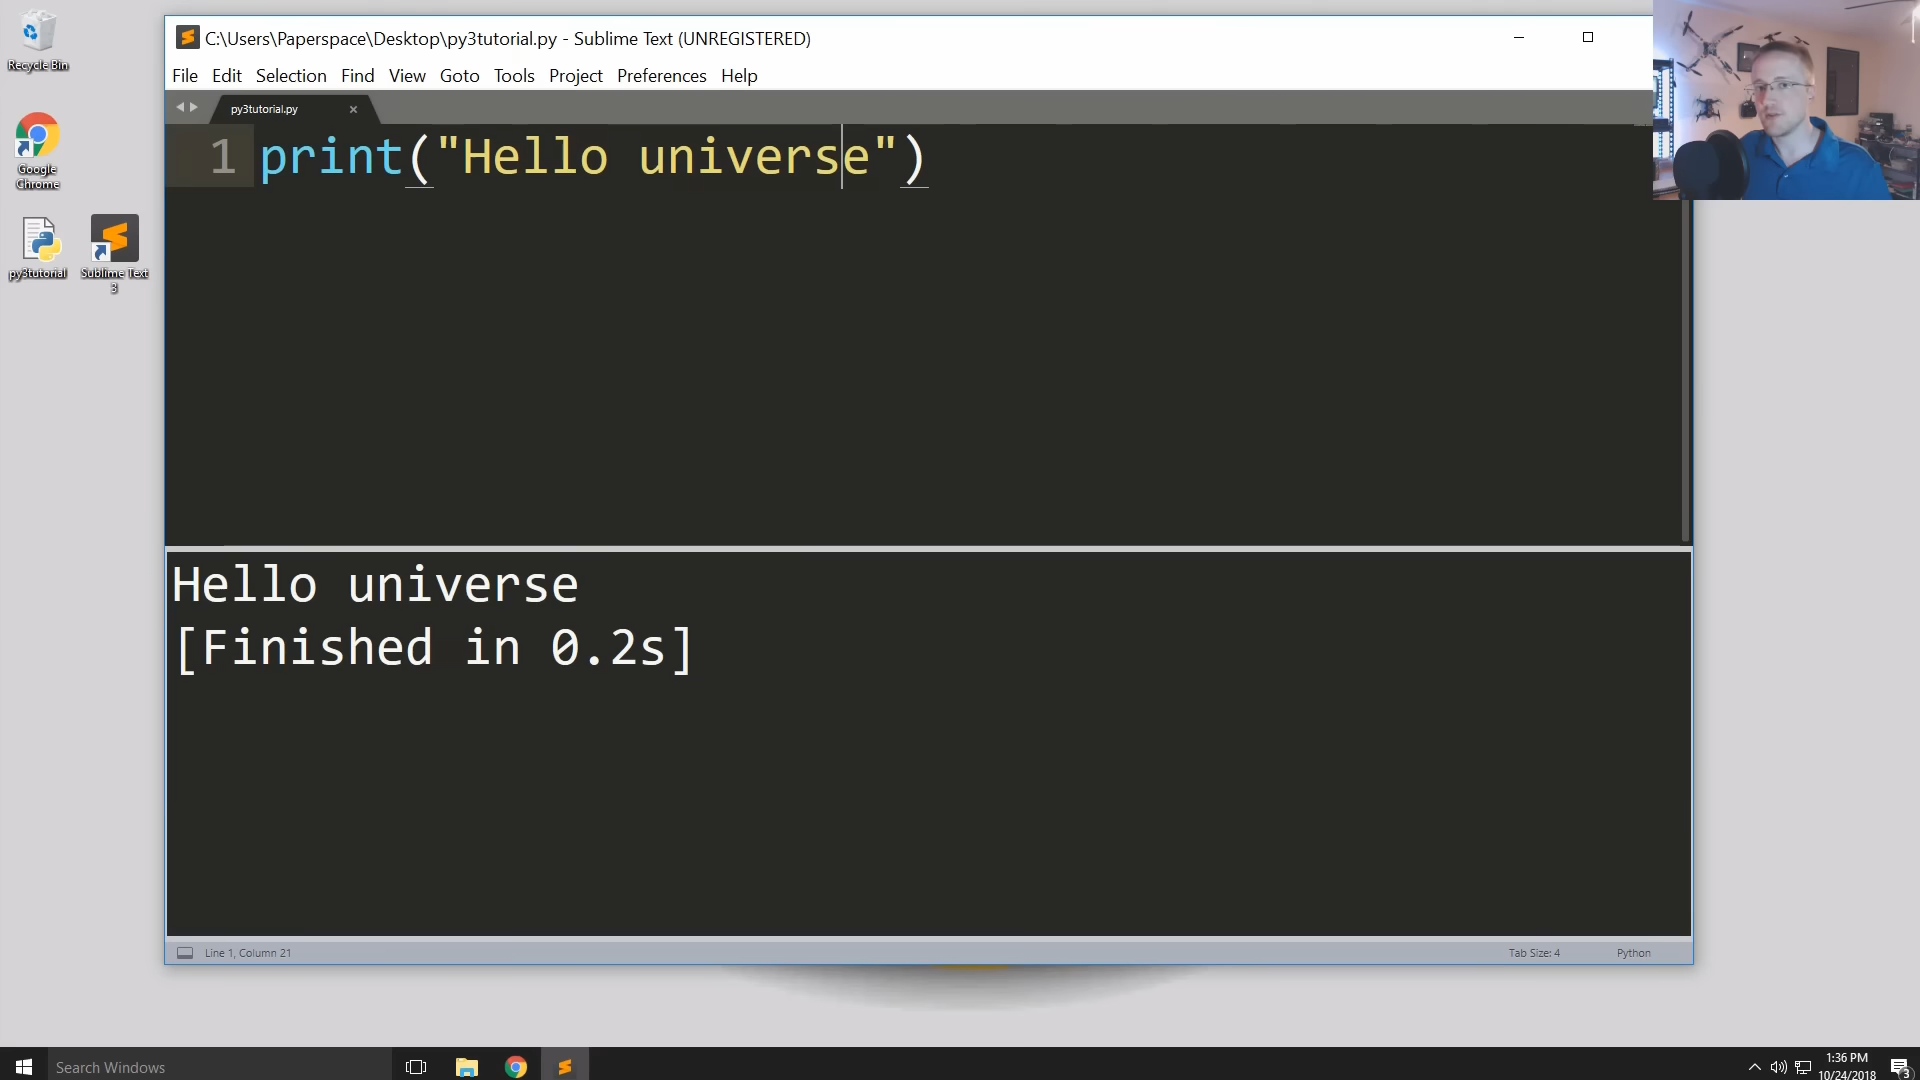 Recycle Bin
Google
Chrome
py3tutorial
Sublime Text
3
C:\Users\Paperspace\Desktop\py3tutorial.py - Sublime Text (UNREGISTERED)
File Edit Selection Find View Goto Tools Project Preferences Help
py3tutorial.py
1 print("Hello universe")
Hello universe
[Finished in 0.2s]
Line 1, Column 21
Tab Size: 4
Python
Search Windows
1:36 PM
10/24/2018
3